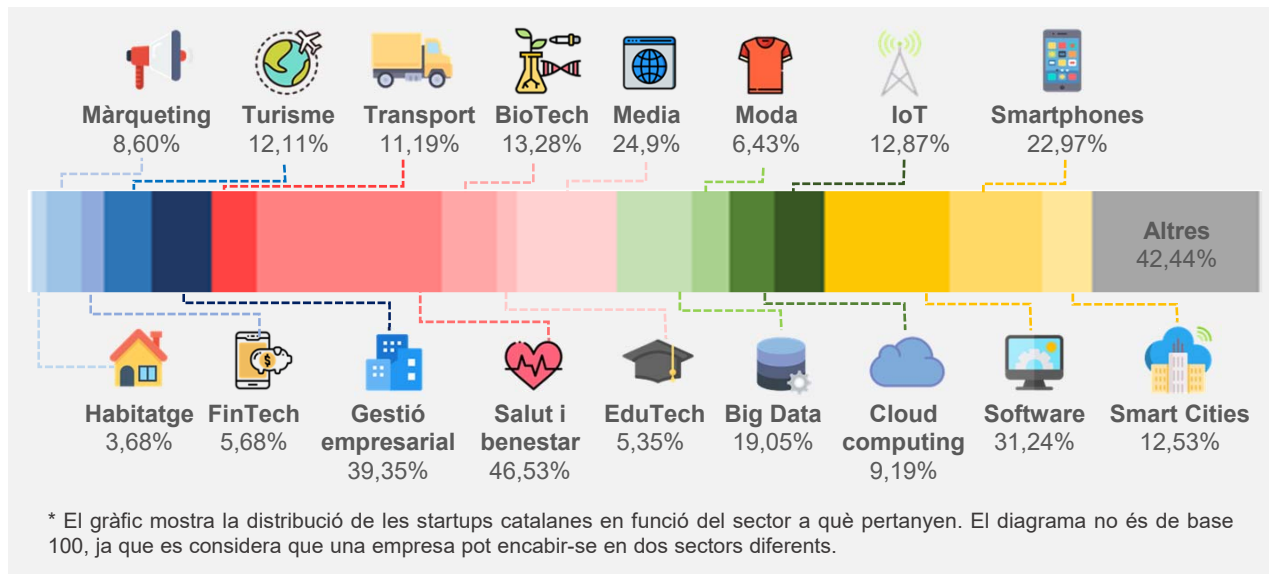 Màrqueting
8,60%
Turisme
12,11%
Transport
11,19%
BioTech
13,28%
Media
24,9%
Moda
6,43%
IoT
12,87%
Smartphones
22,97%
Altres
42,44%
Habitatge
3,68%
FinTech
5,68%
Gestió
empresarial
39,35%
Salut i
benestar
46,53%
EduTech
5,35%
Big Data
19,05%
Cloud
computing
9,19%
Software
31,24%
Smart Cities
12,53%
* El gràfic mostra la distribució de les startups catalanes en funció del sector a què pertanyen. El diagrama no és de base
100, ja que es considera que una empresa pot encabir-se en dos sectors diferents.